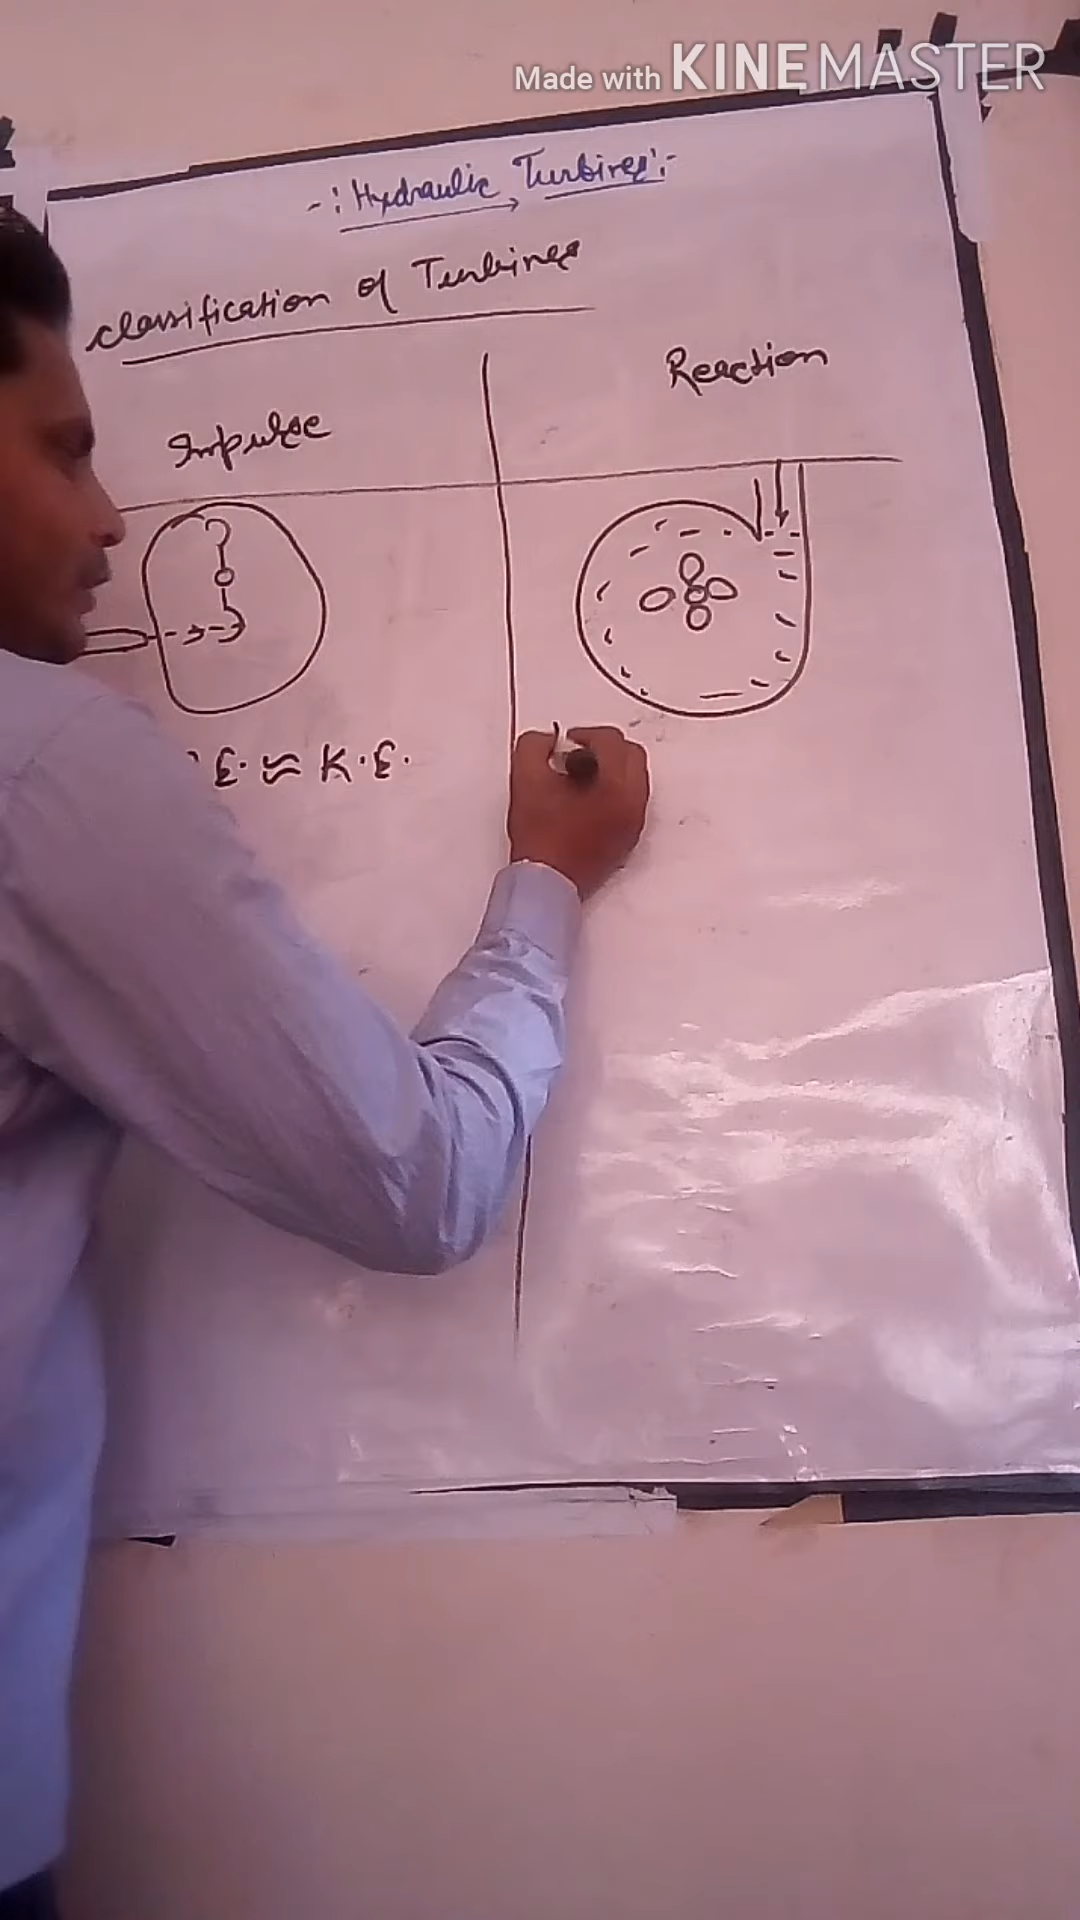 Made with KINEMASTER
-: Hydraulic Turbines :-
classification of Turbines
Impulse
Reaction
E. ≈ K.E.